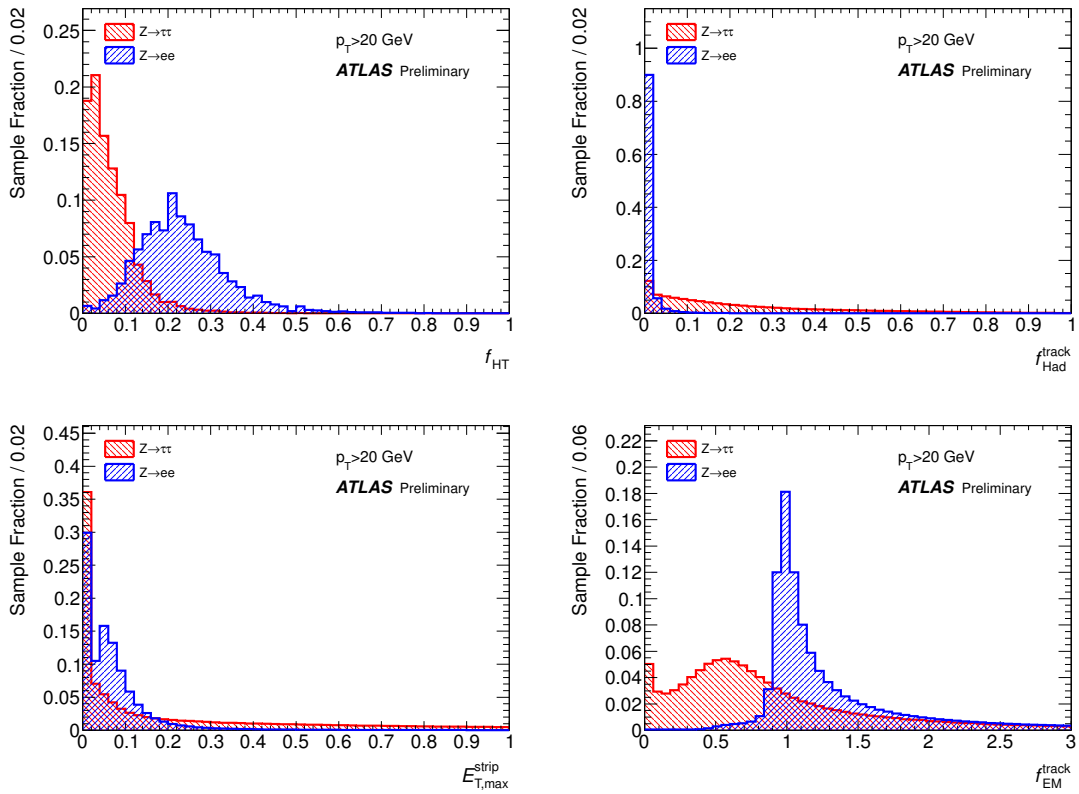 Sample Fraction / 0.02
0.25
0.2
0.15
0.1
0.05
0
Z→ττ
Z→ee
p_T>20 GeV
ATLAS Preliminary
0 0.1 0.2 0.3 0.4 0.5 0.6 0.7 0.8 0.9 1
f_HT
Sample Fraction / 0.02
1
0.8
0.6
0.4
0.2
0
Z→ττ
Z→ee
p_T>20 GeV
ATLAS Preliminary
0 0.1 0.2 0.3 0.4 0.5 0.6 0.7 0.8 0.9 1
f_Had^track
Sample Fraction / 0.02
0.45
0.4
0.35
0.3
0.25
0.2
0.15
0.1
0.05
0
Z→ττ
Z→ee
p_T>20 GeV
ATLAS Preliminary
0 0.1 0.2 0.3 0.4 0.5 0.6 0.7 0.8 0.9 1
E_T,max^strip
Sample Fraction / 0.06
0.22
0.2
0.18
0.16
0.14
0.12
0.1
0.08
0.06
0.04
0.02
0
Z→ττ
Z→ee
p_T>20 GeV
ATLAS Preliminary
0 0.5 1 1.5 2 2.5 3
f_EM^track